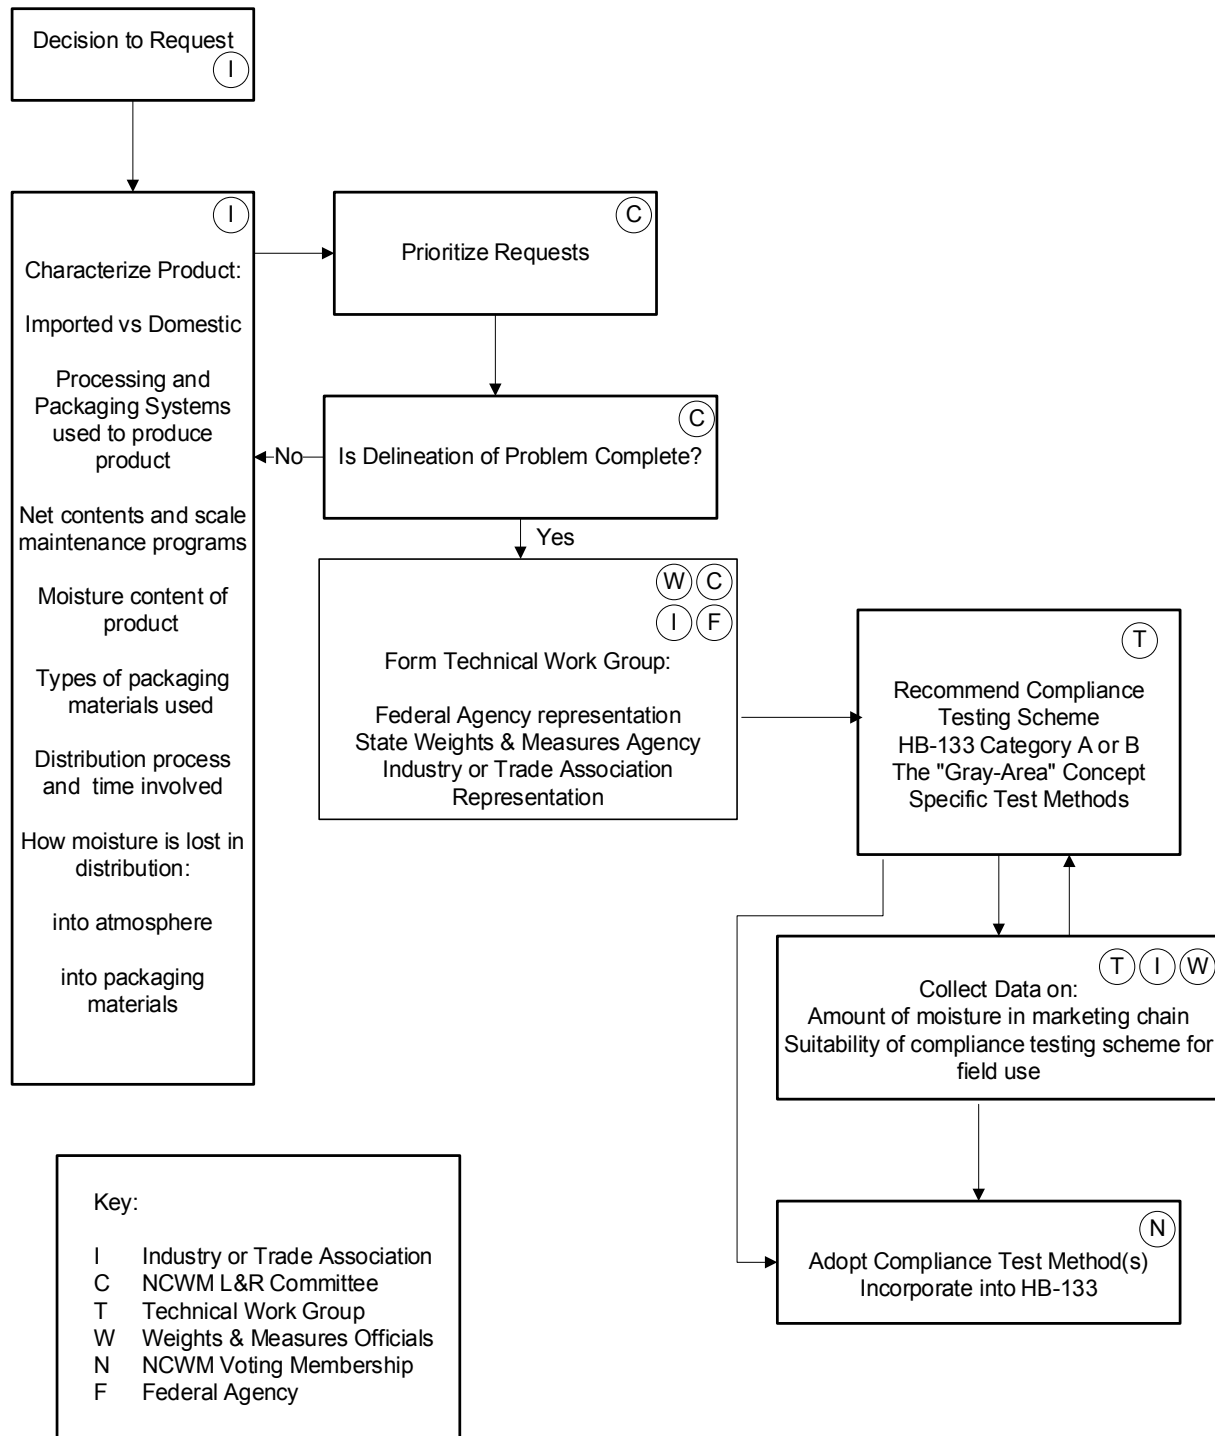 Decision to Request
I
I
Characterize Product:
Imported vs Domestic
Processing and
Packaging Systems
used to produce
product
Net contents and scale
maintenance programs
Moisture content of
product
Types of packaging
materials used
Distribution process
and time involved
How moisture is lost in
distribution:
into atmosphere
into packaging
materials
C
Prioritize Requests
C
Is Delineation of Problem Complete?
No
Yes
W C
I F
Form Technical Work Group:
Federal Agency representation
State Weights & Measures Agency
Industry or Trade Association
Representation
T
Recommend Compliance
Testing Scheme
HB-133 Category A or B
The "Gray-Area" Concept
Specific Test Methods
T I W
Collect Data on:
Amount of moisture in marketing chain
Suitability of compliance testing scheme for
field use
N
Adopt Compliance Test Method(s)
Incorporate into HB-133
Key:
I Industry or Trade Association
C NCWM L&R Committee
T Technical Work Group
W Weights & Measures Officials
N NCWM Voting Membership
F Federal Agency